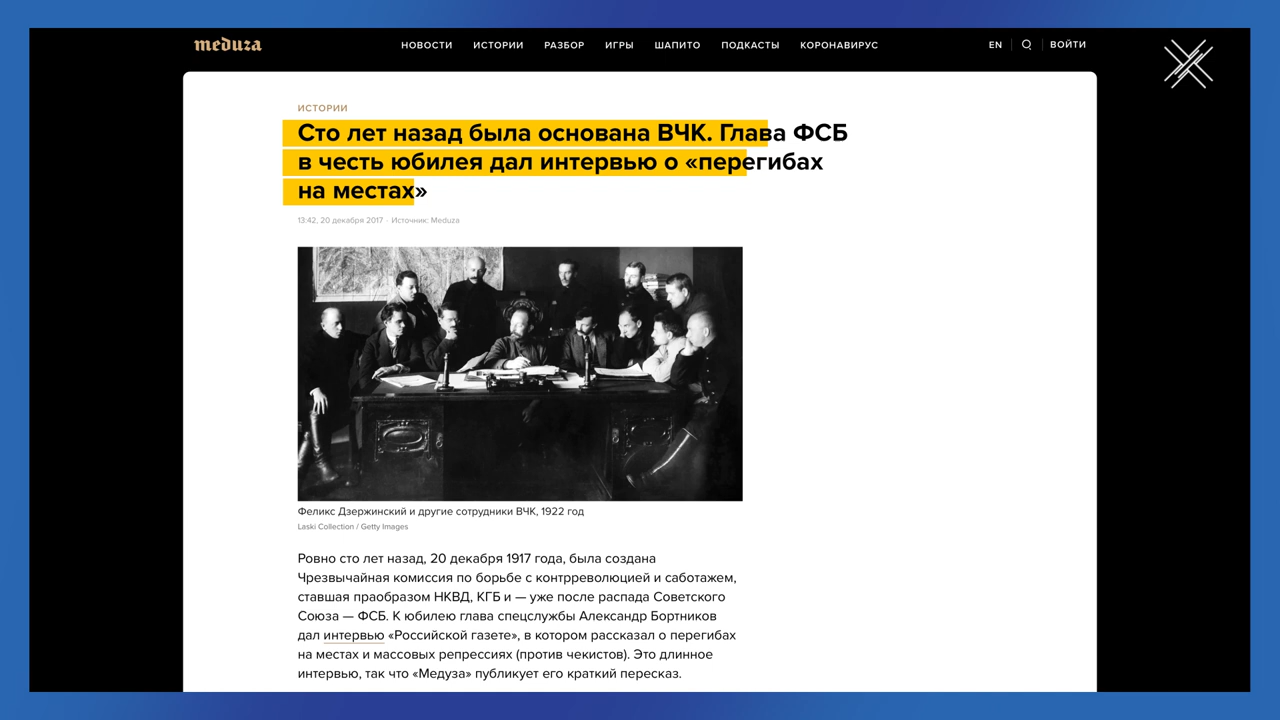 meduza
НОВОСТИ ИСТОРИИ РАЗБОР ИГРЫ ШАПИТО ПОДКАСТЫ КОРОНАВИРУС
EN ВОЙТИ
ИСТОРИИ
Сто лет назад была основана ВЧК. Глава ФСБ
в честь юбилея дал интервью о «перегибах
на местах»
13:42, 20 декабря 2017 · Источник: Meduza
Феликс Дзержинский и другие сотрудники ВЧК, 1922 год
Laski Collection / Getty Images
Ровно сто лет назад, 20 декабря 1917 года, была создана
Чрезвычайная комиссия по борьбе с контрреволюцией и саботажем,
ставшая праобразом НКВД, КГБ и — уже после распада Советского
Союза — ФСБ. К юбилею глава спецслужбы Александр Бортников
дал интервью «Российской газете», в котором рассказал о перегибах
на местах и массовых репрессиях (против чекистов). Это длинное
интервью, так что «Медуза» публикует его краткий пересказ.